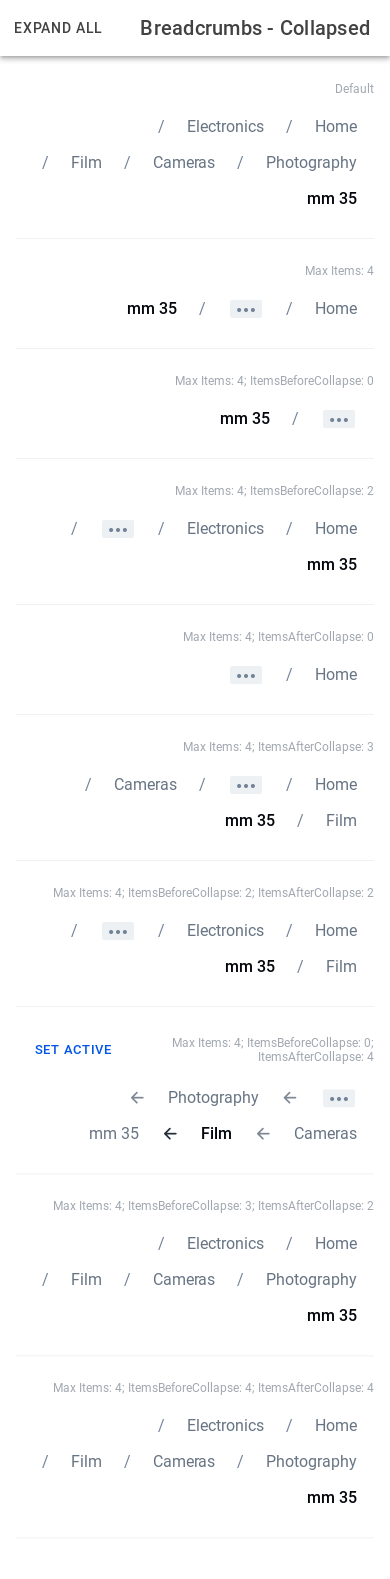 EXPAND ALL Breadcrumbs - Collapsed
Default
/ Electronics / Home
/ Film / Cameras / Photography
mm 35
Max Items: 4
mm 35 / ••• / Home
Max Items: 4; ItemsBeforeCollapse: 0
mm 35 / •••
Max Items: 4; ItemsBeforeCollapse: 2
/ ••• / Electronics / Home
mm 35
Max Items: 4; ItemsAfterCollapse: 0
••• / Home
Max Items: 4; ItemsAfterCollapse: 3
/ Cameras / ••• / Home
mm 35 / Film
Max Items: 4; ItemsBeforeCollapse: 2; ItemsAfterCollapse: 2
/ ••• / Electronics / Home
mm 35 / Film
SET ACTIVE
Max Items: 4; ItemsBeforeCollapse: 0;
ItemsAfterCollapse: 4
← Photography ← •••
mm 35 ← Film ← Cameras
Max Items: 4; ItemsBeforeCollapse: 3; ItemsAfterCollapse: 2
/ Electronics / Home
/ Film / Cameras / Photography
mm 35
Max Items: 4; ItemsBeforeCollapse: 4; ItemsAfterCollapse: 4
/ Electronics / Home
/ Film / Cameras / Photography
mm 35